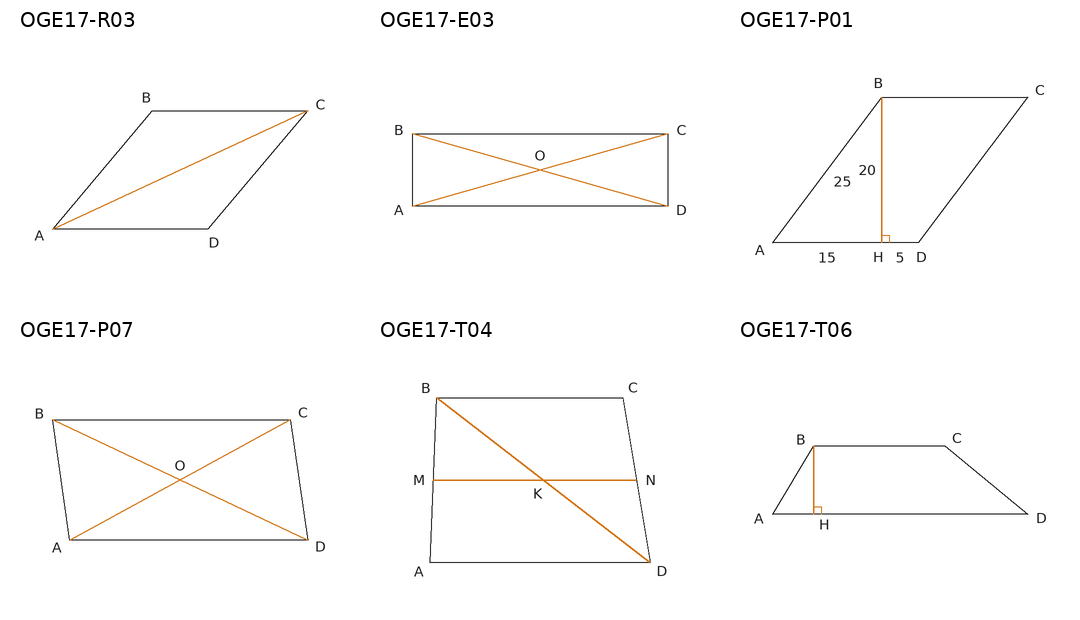 OGE17-R03
OGE17-E03
OGE17-P01
B
C
A
D
B
C
O
A
D
B
C
20
25
A
15
H
5
D
OGE17-P07
OGE17-T04
OGE17-T06
B
C
O
A
D
B
C
M
K
N
A
D
B
C
A
H
D